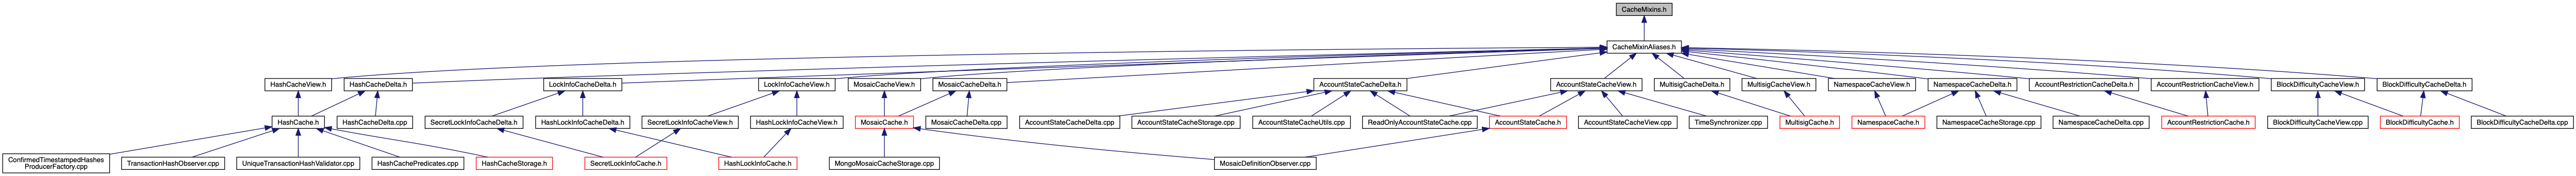 CacheMixins.h
CacheMixinAliases.h
HashCacheView.h
HashCacheDelta.h
LockInfoCacheDelta.h
LockInfoCacheView.h
MosaicCacheView.h
MosaicCacheDelta.h
AccountStateCacheDelta.h
AccountStateCacheView.h
MultisigCacheDelta.h
MultisigCacheView.h
NamespaceCacheView.h
NamespaceCacheDelta.h
AccountRestrictionCacheDelta.h
AccountRestrictionCacheView.h
BlockDifficultyCacheView.h
BlockDifficultyCacheDelta.h
HashCache.h
HashCacheDelta.cpp
SecretLockInfoCacheDelta.h
HashLockInfoCacheDelta.h
SecretLockInfoCacheView.h
HashLockInfoCacheView.h
MosaicCache.h
MosaicCacheDelta.cpp
AccountStateCacheDelta.cpp
AccountStateCacheStorage.cpp
AccountStateCacheUtils.cpp
ReadOnlyAccountStateCache.cpp
AccountStateCache.h
AccountStateCacheView.cpp
TimeSynchronizer.cpp
MultisigCache.h
NamespaceCache.h
NamespaceCacheStorage.cpp
NamespaceCacheDelta.cpp
AccountRestrictionCache.h
BlockDifficultyCacheView.cpp
BlockDifficultyCache.h
BlockDifficultyCacheDelta.cpp
ConfirmedTimestampedHashes
ProducerFactory.cpp
TransactionHashObserver.cpp
UniqueTransactionHashValidator.cpp
HashCachePredicates.cpp
HashCacheStorage.h
SecretLockInfoCache.h
HashLockInfoCache.h
MongoMosaicCacheStorage.cpp
MosaicDefinitionObserver.cpp